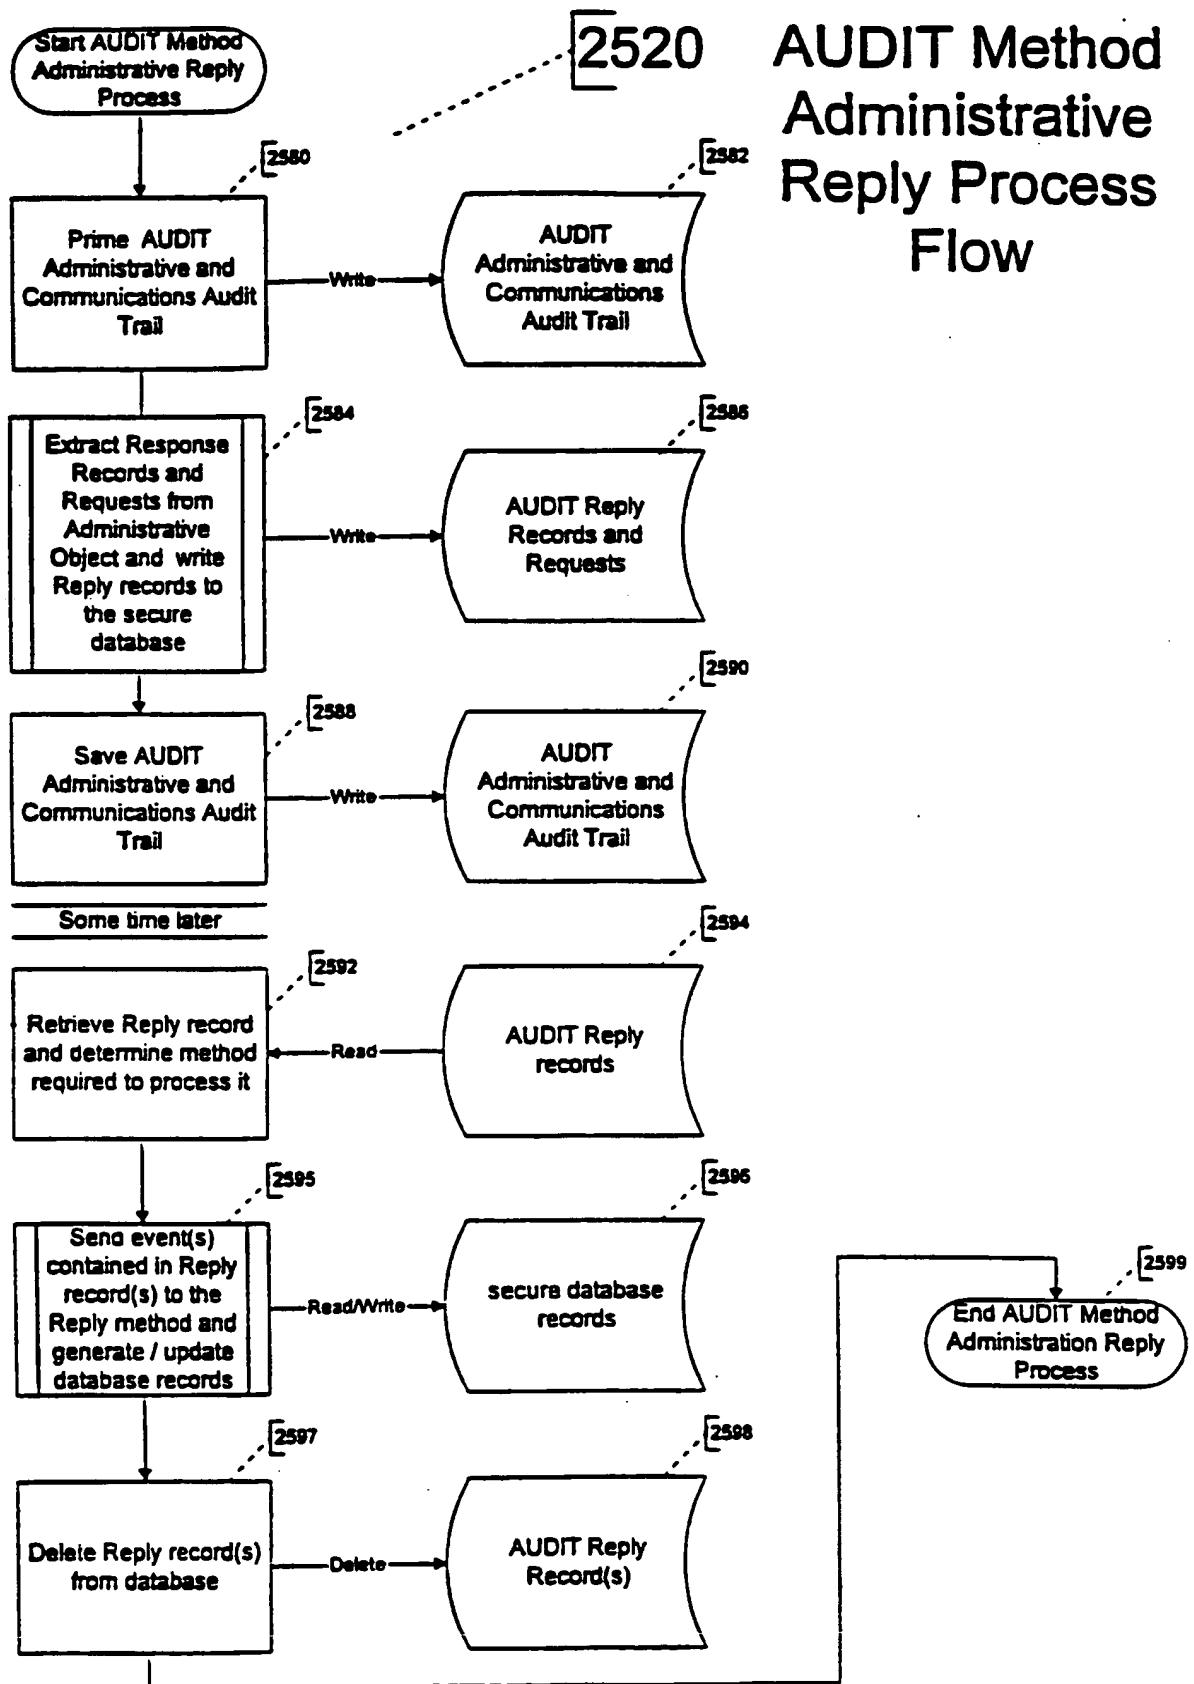 Start AUDIT Method
Administrative Reply
Process
2520
AUDIT Method
Administrative
Reply Process
Flow
2580
Prime AUDIT
Administrative and
Communications Audit
Trail
Write
2582
AUDIT
Administrative and
Communications
Audit Trail
2584
Extract Response
Records and
Requests from
Administrative
Object and write
Reply records to
the secure
database
Write
2586
AUDIT Reply
Records and
Requests
2588
Save AUDIT
Administrative and
Communications Audit
Trail
Write
2590
AUDIT
Administrative and
Communications
Audit Trail
Some time later
2592
Retrieve Reply record
and determine method
required to process it
Read
2594
AUDIT Reply
records
2595
Send event(s)
contained in Reply
record(s) to the
Reply method and
generate / update
database records
Read/Write
2596
secure database
records
2599
End AUDIT Method
Administration Reply
Process
2597
Delete Reply record(s)
from database
Delete
2598
AUDIT Reply
Record(s)